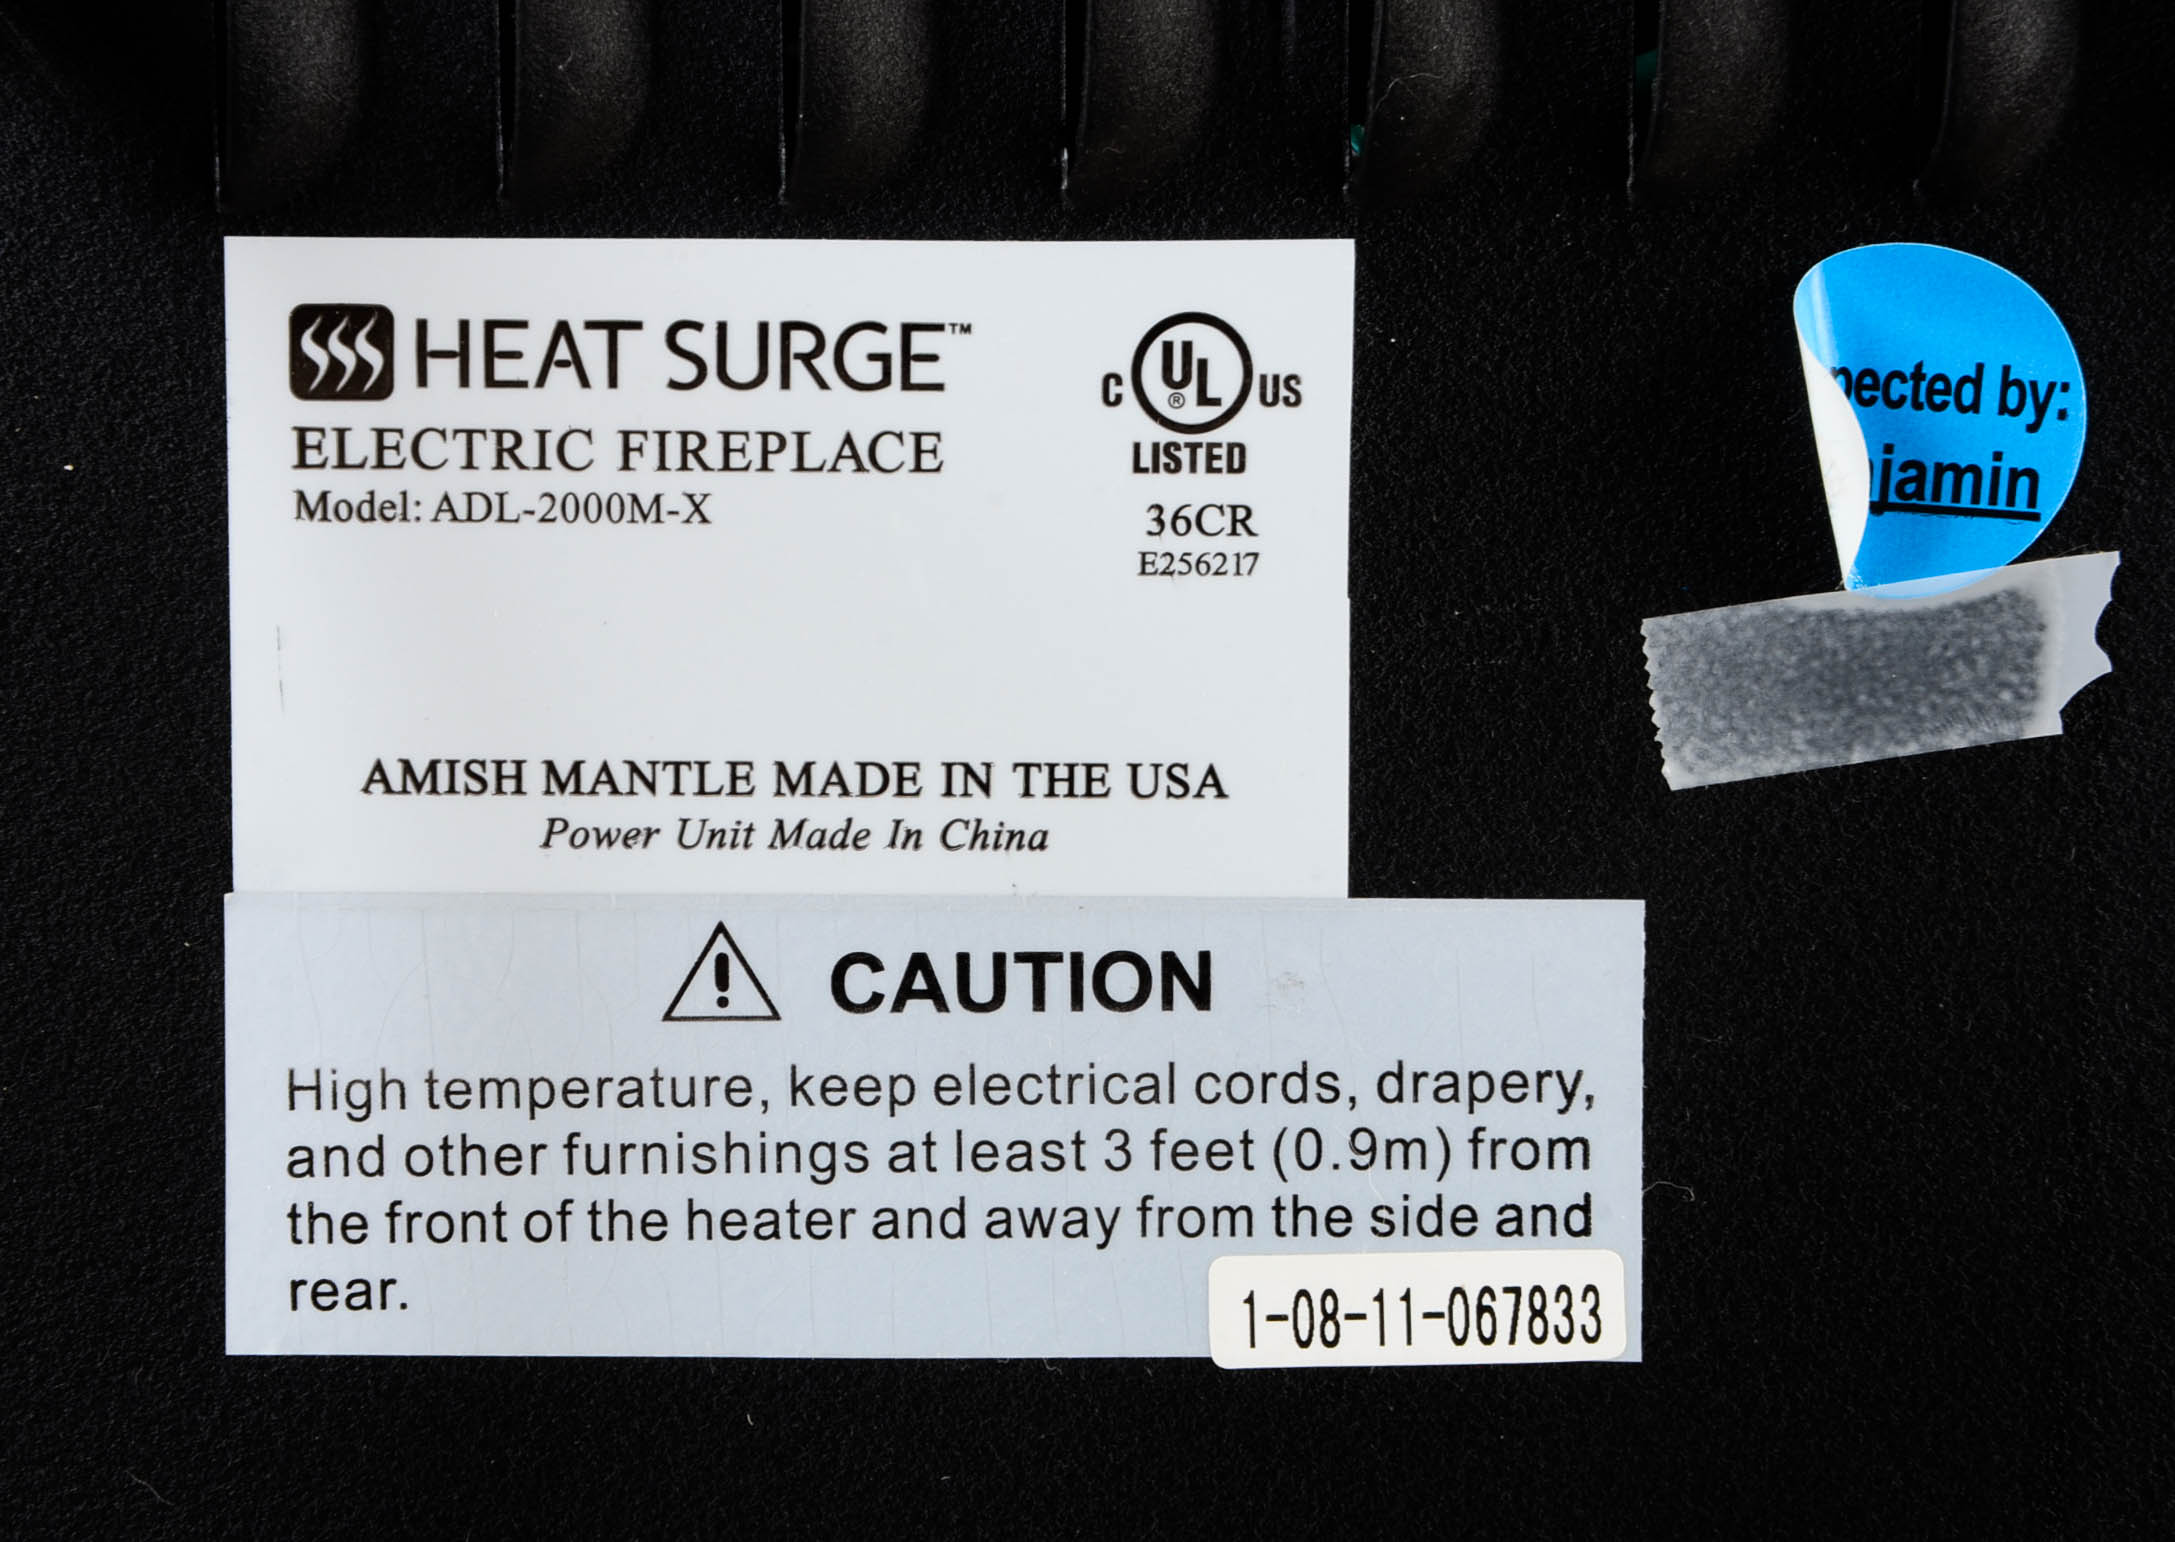 HEAT SURGE™
ELECTRIC FIREPLACE
Model: ADL-2000M-X
C UL® US
LISTED
36CR
E256217
AMISH MANTLE MADE IN THE USA
Power Unit Made In China
pected by:
jamin
! CAUTION
High temperature, keep electrical cords, drapery,
and other furnishings at least 3 feet (0.9m) from
the front of the heater and away from the side and
rear.
1-08-11-067833